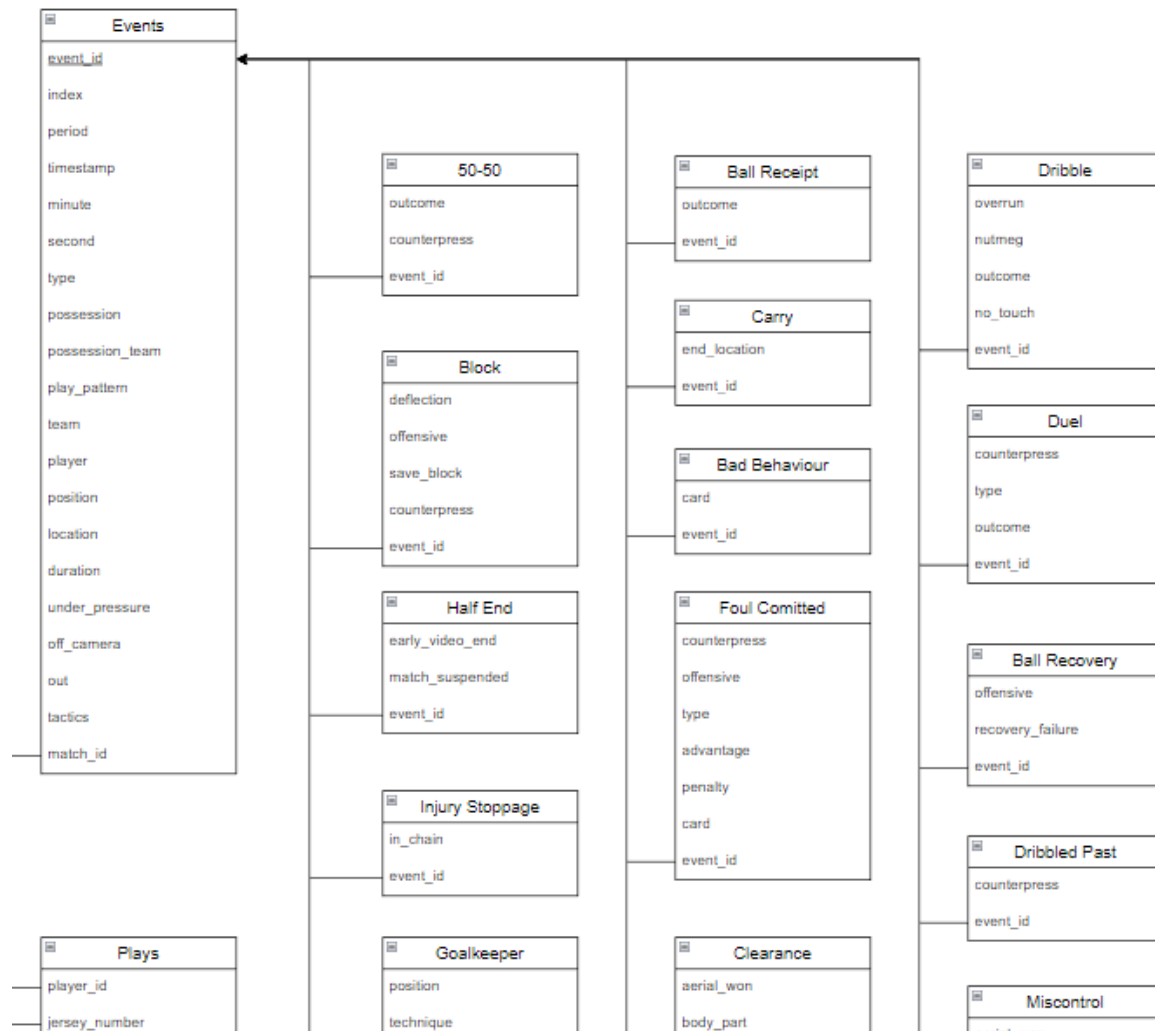 Events
event_id
index
period
timestamp
minute
second
type
possession
possession_team
play_pattern
team
player
position
location
duration
under_pressure
off_camera
out
tactics
match_id
Plays
player_id
jersey_number
50-50
outcome
counterpress
event_id
Block
deflection
offensive
save_block
counterpress
event_id
Half End
early_video_end
match_suspended
event_id
Injury Stoppage
in_chain
event_id
Goalkeeper
position
technique
Ball Receipt
outcome
event_id
Carry
end_location
event_id
Bad Behaviour
card
event_id
Foul Comitted
counterpress
offensive
type
advantage
penalty
card
event_id
Clearance
aerial_won
body_part
Dribble
overrun
nutmeg
outcome
no_touch
event_id
Duel
counterpress
type
outcome
event_id
Ball Recovery
offensive
recovery_failure
event_id
Dribbled Past
counterpress
event_id
Miscontrol